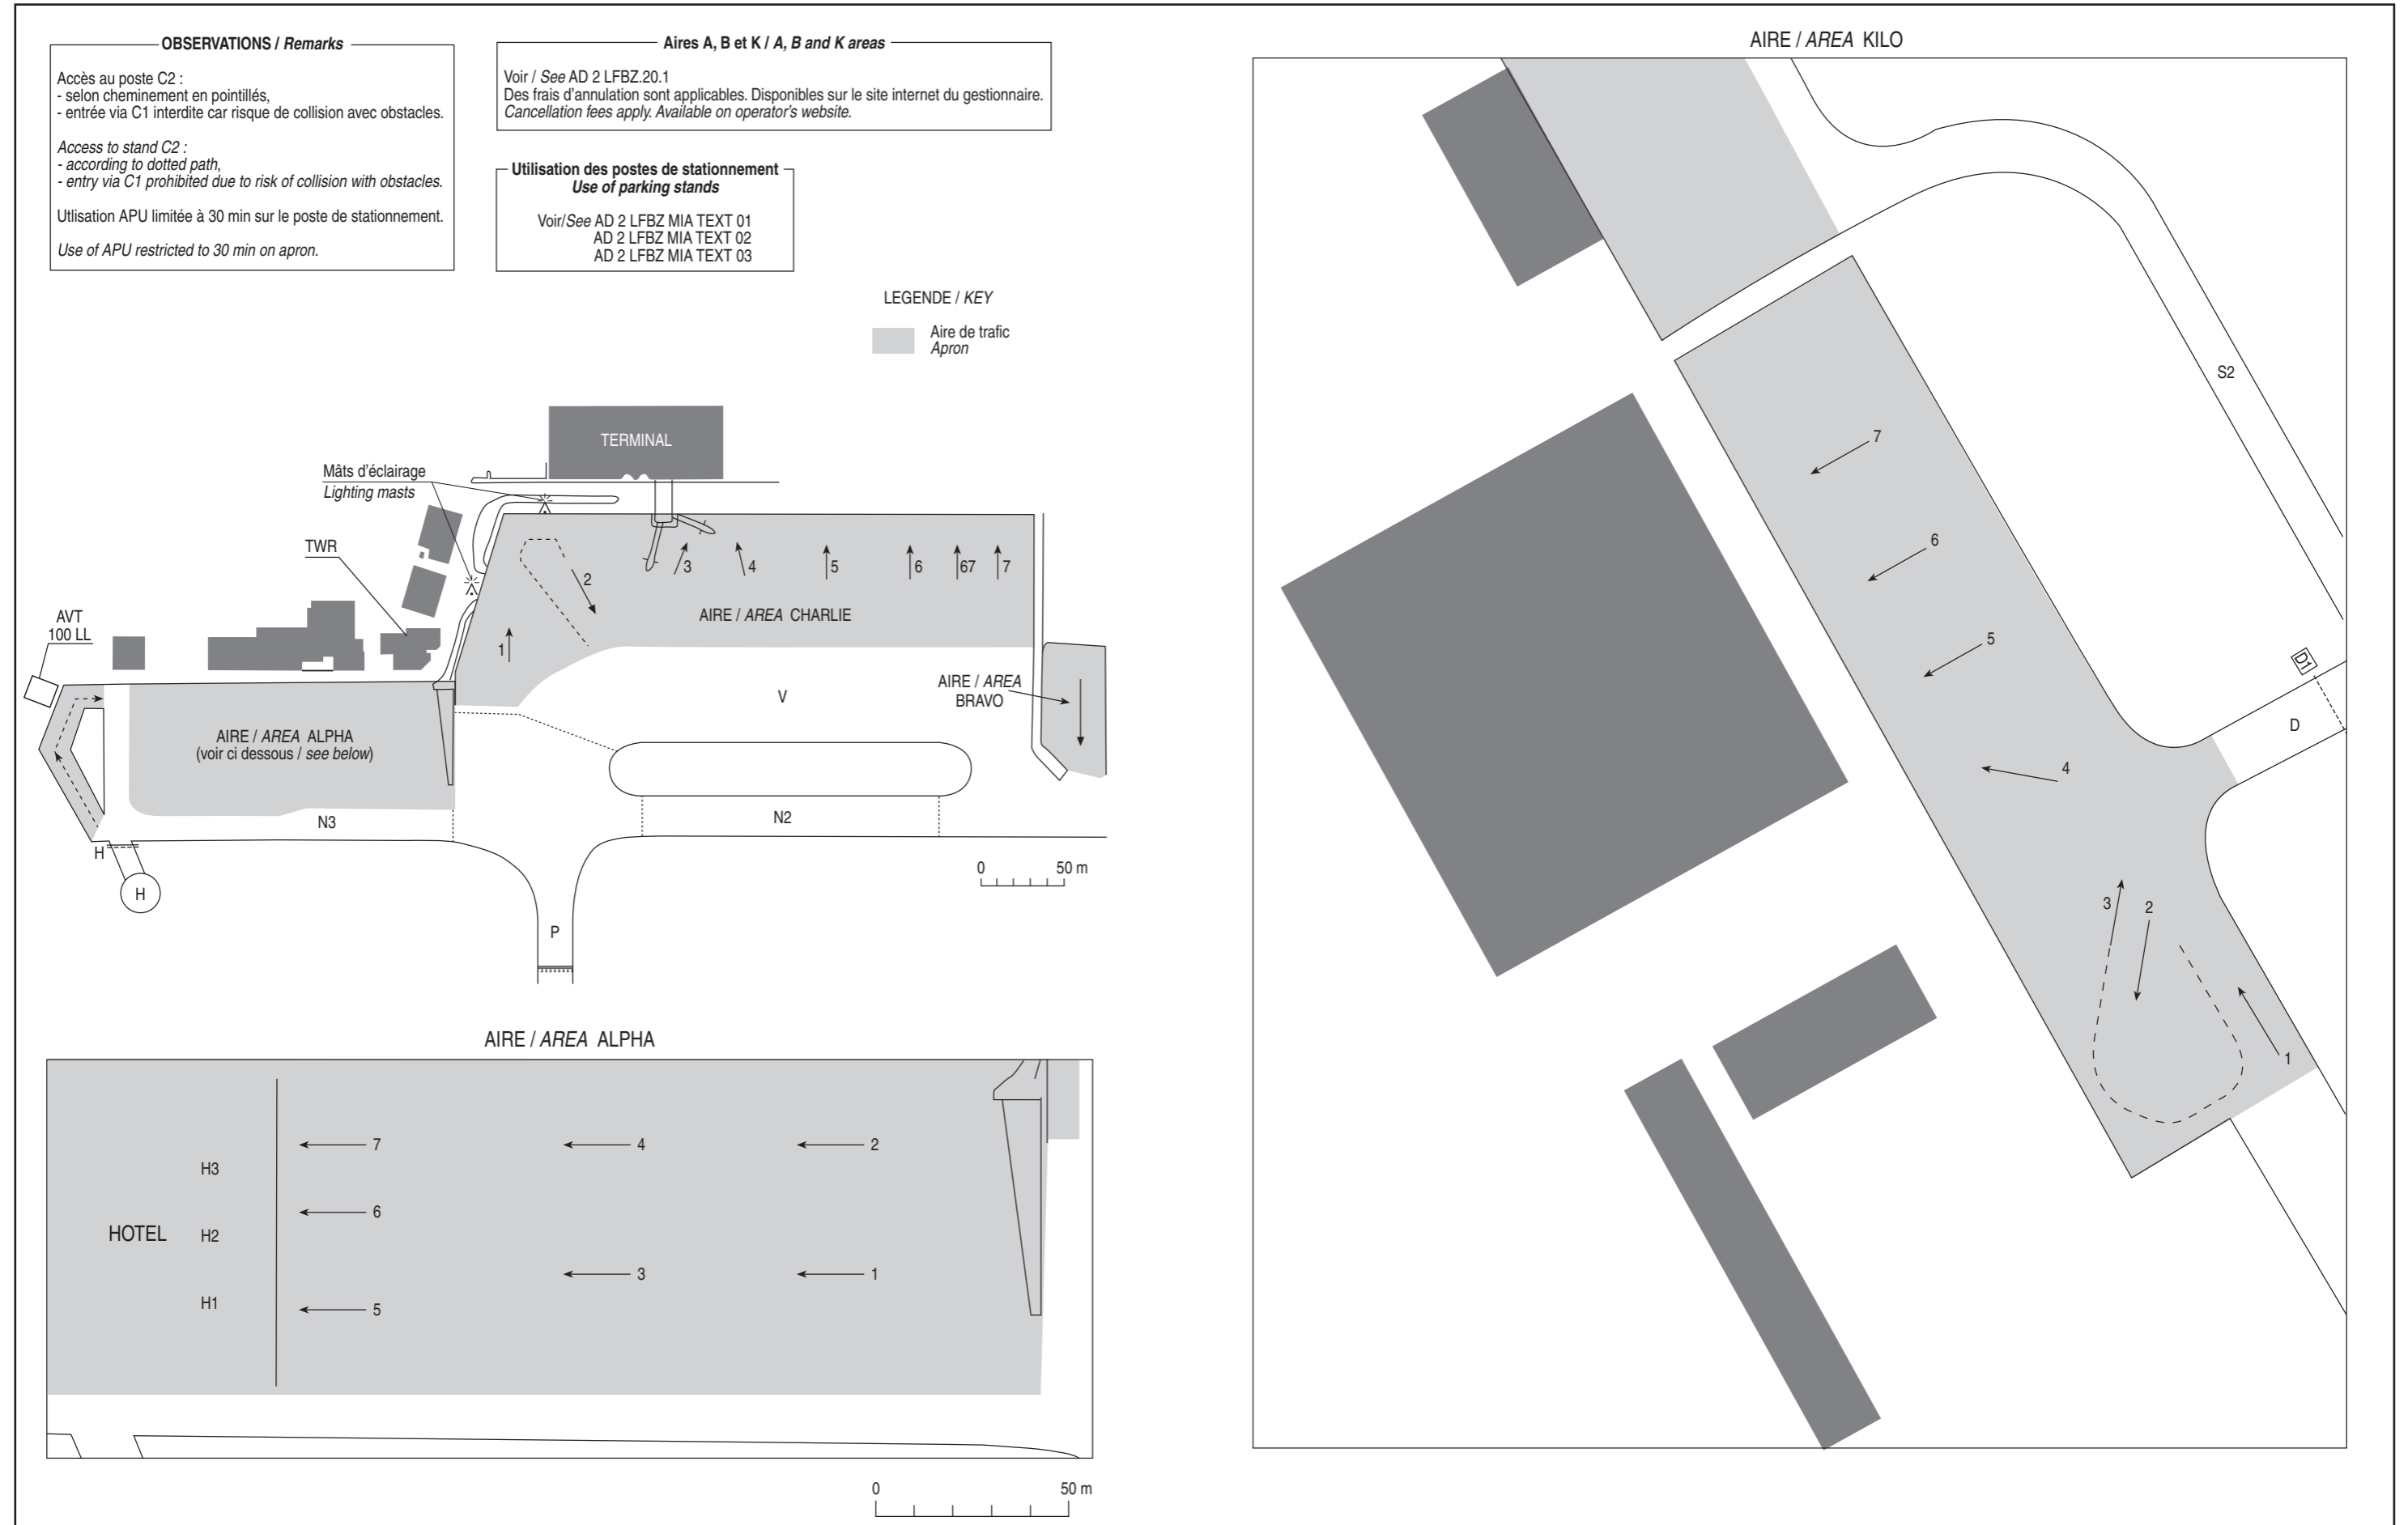 OBSERVATIONS / Remarks
Accès au poste C2 :
- selon cheminement en pointillés,
- entrée via C1 interdite car risque de collision avec obstacles.
Access to stand C2 :
- according to dotted path,
- entry via C1 prohibited due to risk of collision with obstacles.
Utlisation APU limitée à 30 min sur le poste de stationnement.
Use of APU restricted to 30 min on apron.
Aires A, B et K / A, B and K areas
Voir / See AD 2 LFBZ.20.1
Des frais d'annulation sont applicables. Disponibles sur le site internet du gestionnaire.
Cancellation fees apply. Available on operator's website.
Utilisation des postes de stationnement
Use of parking stands
Voir/See AD 2 LFBZ MIA TEXT 01
AD 2 LFBZ MIA TEXT 02
AD 2 LFBZ MIA TEXT 03
LEGENDE / KEY
Aire de trafic
Apron
TERMINAL
Mâts d'éclairage
Lighting masts
TWR
AVT
100 LL
2
3
4
5
6
67
7
1
AIRE / AREA CHARLIE
AIRE / AREA
BRAVO
V
AIRE / AREA ALPHA
(voir ci dessous / see below)
N3
N2
H
H
P
0 50 m
AIRE / AREA ALPHA
7
4
2
H3
6
HOTEL
H2
3
1
H1
5
0 50 m
AIRE / AREA KILO
S2
7
6
5
D1
D
4
3
2
1